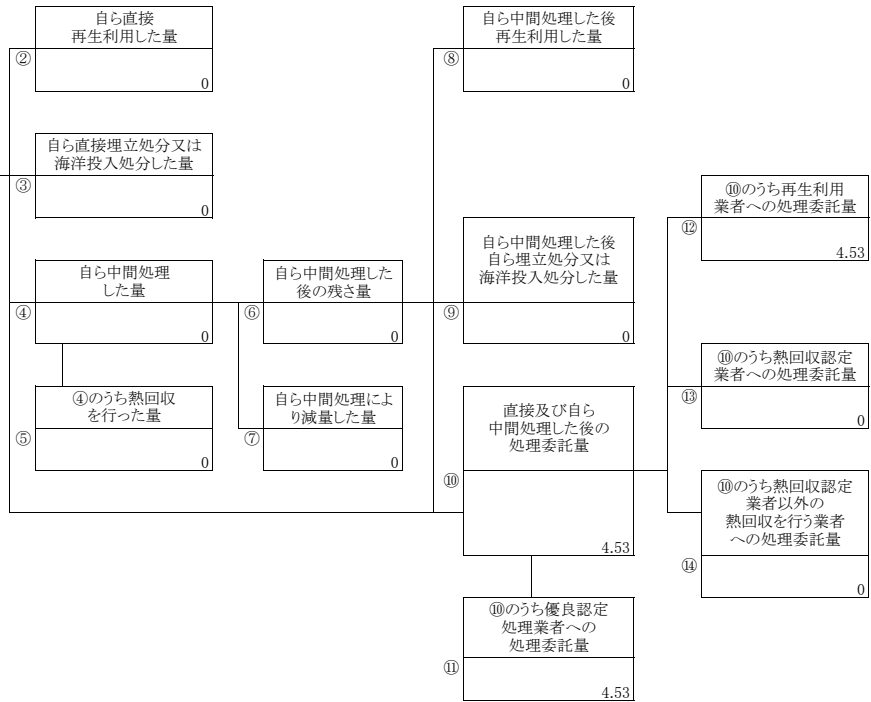 自ら直接
再生利用した量
②
0
自ら中間処理した後
再生利用した量
⑧
0
自ら直接埋立処分又は
海洋投入処分した量
③
0
⑩のうち再生利用
業者への処理委託量
⑫
4.53
自ら中間処理
した量
④
0
自ら中間処理した
後の残さ量
⑥
0
自ら中間処理した後
自ら埋立処分又は
海洋投入処分した量
⑨
0
⑩のうち熱回収認定
業者への処理委託量
⑬
0
④のうち熱回収
を行った量
⑤
0
自ら中間処理によ
り減量した量
⑦
0
直接及び自ら
中間処理した後の
処理委託量
⑩
4.53
⑩のうち熱回収認定
業者以外の
熱回収を行う業者
への処理委託量
⑭
0
⑩のうち優良認定
処理業者への
処理委託量
⑪
4.53